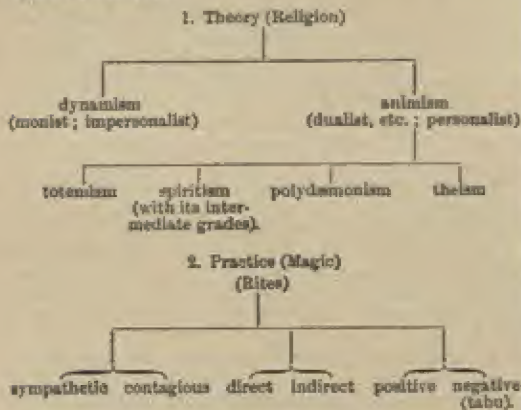 1. Theory (Religion)
dynamism animism
(monist; impersonalist) (dualist, etc.; personalist)
totemism spiritism polydæmonism theism
(with its inter-
mediate grades).
2. Practice (Magic)
(Rites)
sympathetic contagious direct indirect positive negative
(tabu).